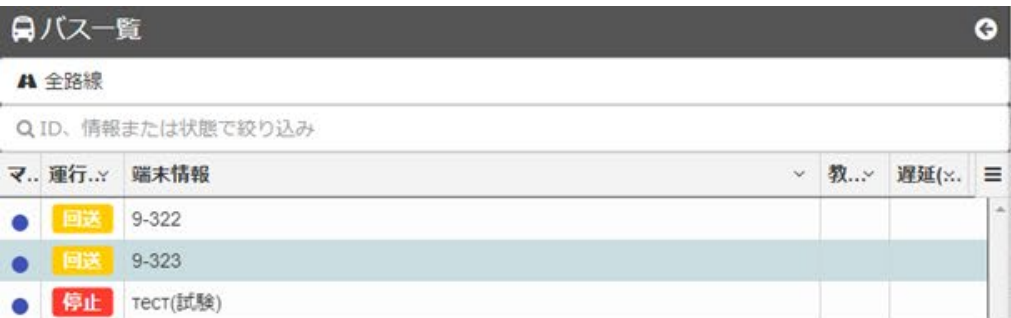 バス一覧
全路線
ID、情報または状態で絞り込み
マ.. 運行.. 端末情報 教... 遅延(..
回送 9-322
回送 9-323
停止 тест(試験)